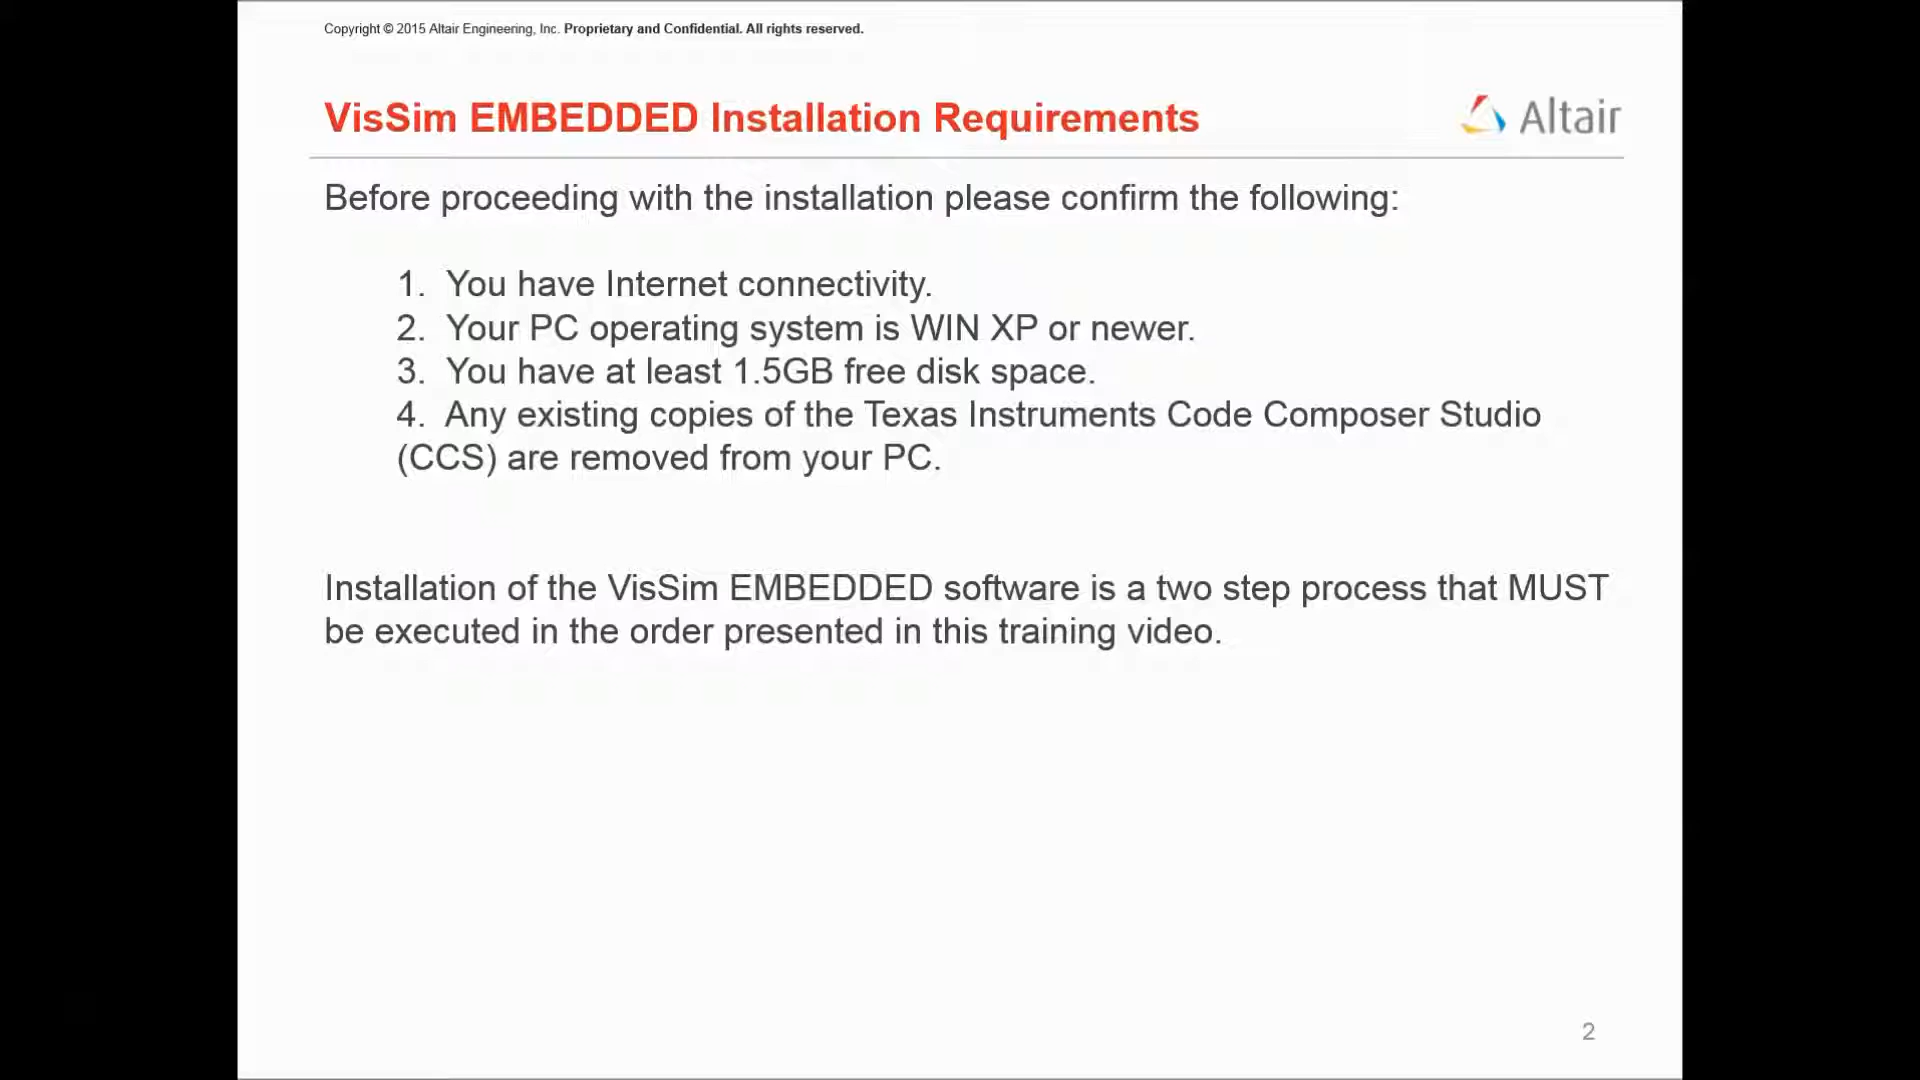 Copyright © 2015 Altair Engineering, Inc. Proprietary and Confidential. All rights reserved.
VisSim EMBEDDED Installation Requirements
Altair
Before proceeding with the installation please confirm the following:
1. You have Internet connectivity.
2. Your PC operating system is WIN XP or newer.
3. You have at least 1.5GB free disk space.
4. Any existing copies of the Texas Instruments Code Composer Studio
(CCS) are removed from your PC.
Installation of the VisSim EMBEDDED software is a two step process that MUST
be executed in the order presented in this training video.
2